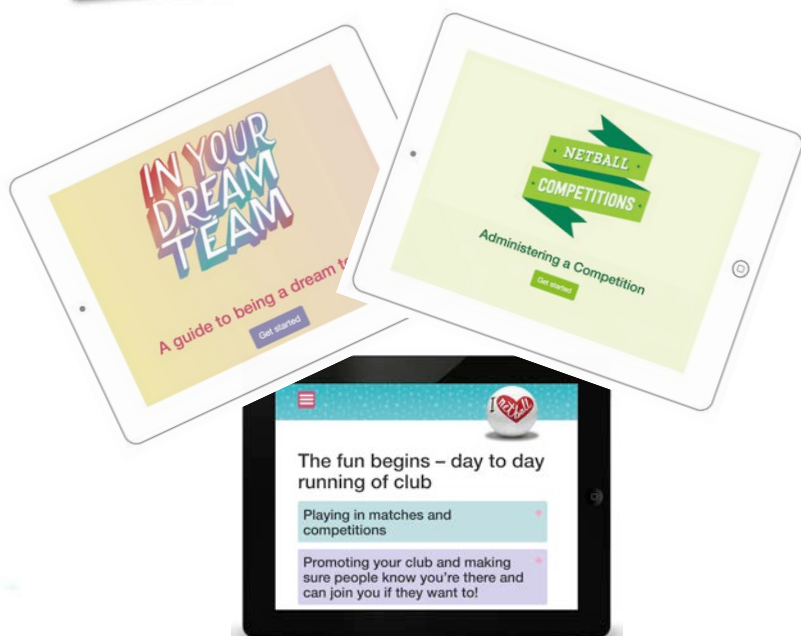 IN YOUR
DREAM
TEAM
A guide to being a dream
Get started
NETBALL
COMPETITIONS
Administering a Competition
Get started
I netball
The fun begins – day to day
running of club
Playing in matches and
competitions
Promoting your club and making
sure people know you're there and
can join you if they want to!